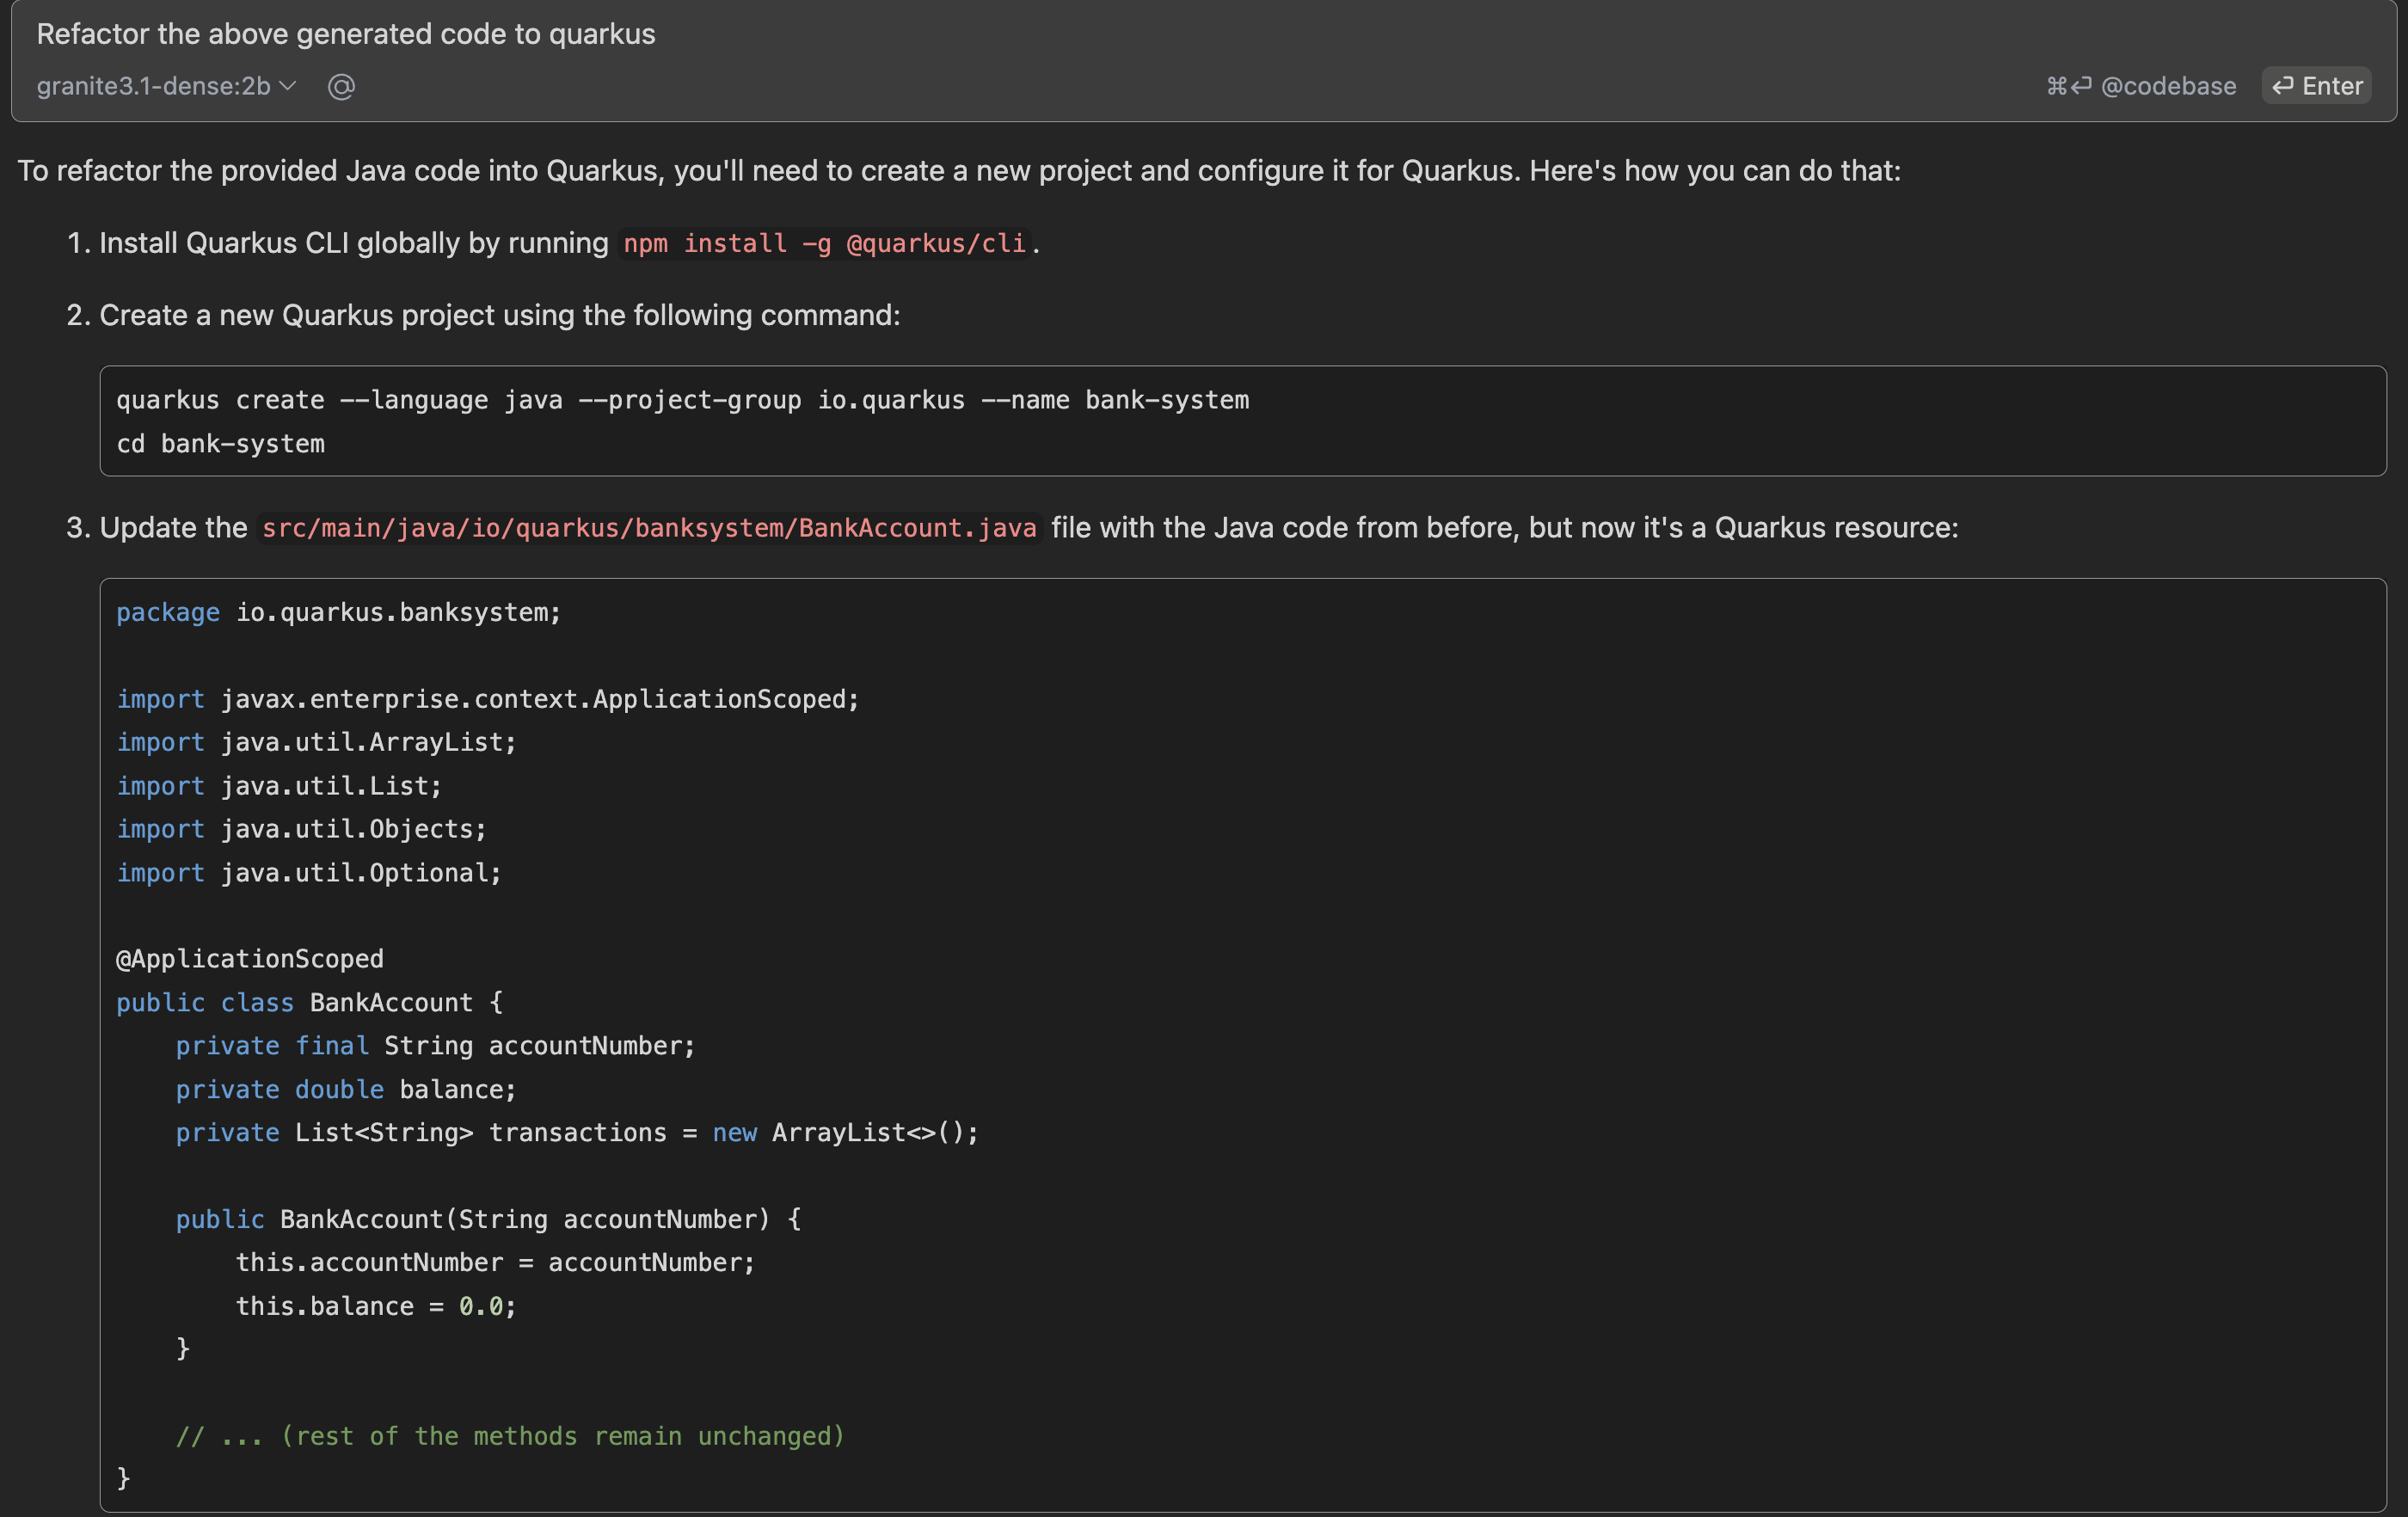 Refactor the above generated code to quarkus
granite3.1-dense:2b @ ⌘⏎ @codebase ⏎ Enter
To refactor the provided Java code into Quarkus, you'll need to create a new project and configure it for Quarkus. Here's how you can do that:
1. Install Quarkus CLI globally by running npm install -g @quarkus/cli.
2. Create a new Quarkus project using the following command:
quarkus create --language java --project-group io.quarkus --name bank-system
cd bank-system
3. Update the src/main/java/io/quarkus/banksystem/BankAccount.java file with the Java code from before, but now it's a Quarkus resource:
package io.quarkus.banksystem;
import javax.enterprise.context.ApplicationScoped;
import java.util.ArrayList;
import java.util.List;
import java.util.Objects;
import java.util.Optional;
@ApplicationScoped
public class BankAccount {
    private final String accountNumber;
    private double balance;
    private List<String> transactions = new ArrayList<>();
    public BankAccount(String accountNumber) {
        this.accountNumber = accountNumber;
        this.balance = 0.0;
    }
    // ... (rest of the methods remain unchanged)
}